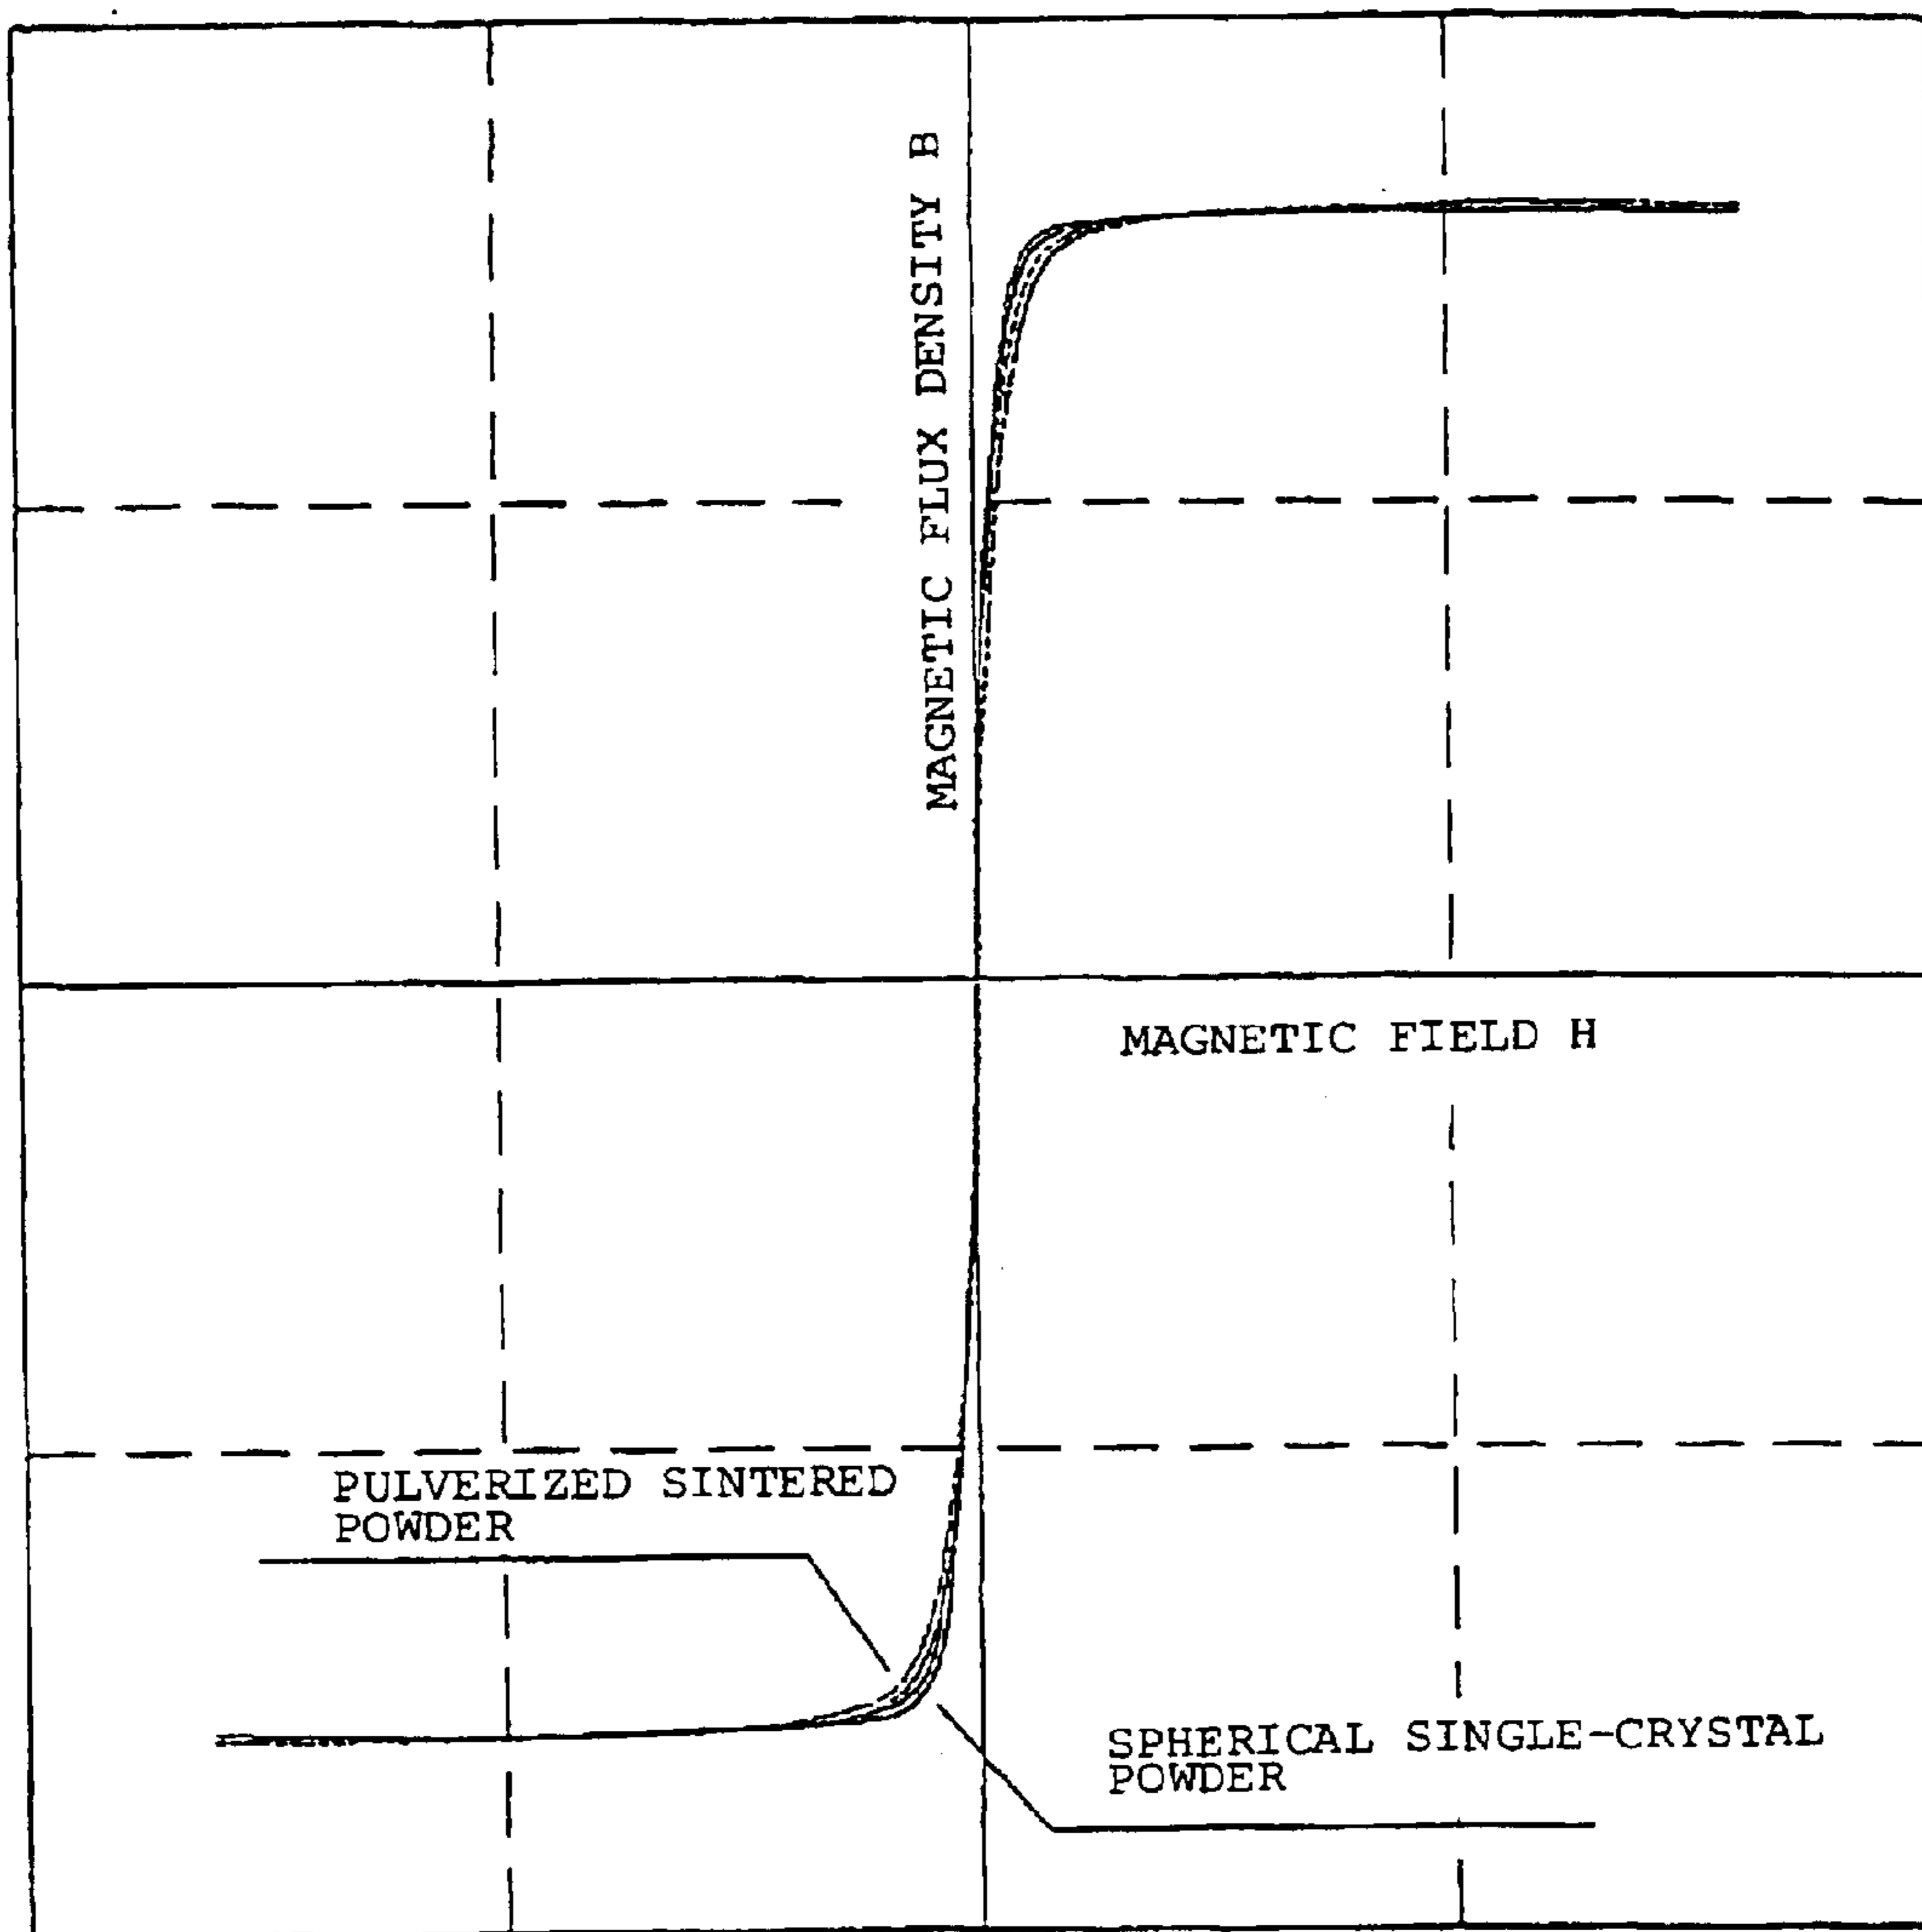 MAGNETIC FLUX DENSITY B
MAGNETIC FIELD H
PULVERIZED SINTERED
POWDER
SPHERICAL SINGLE-CRYSTAL
POWDER